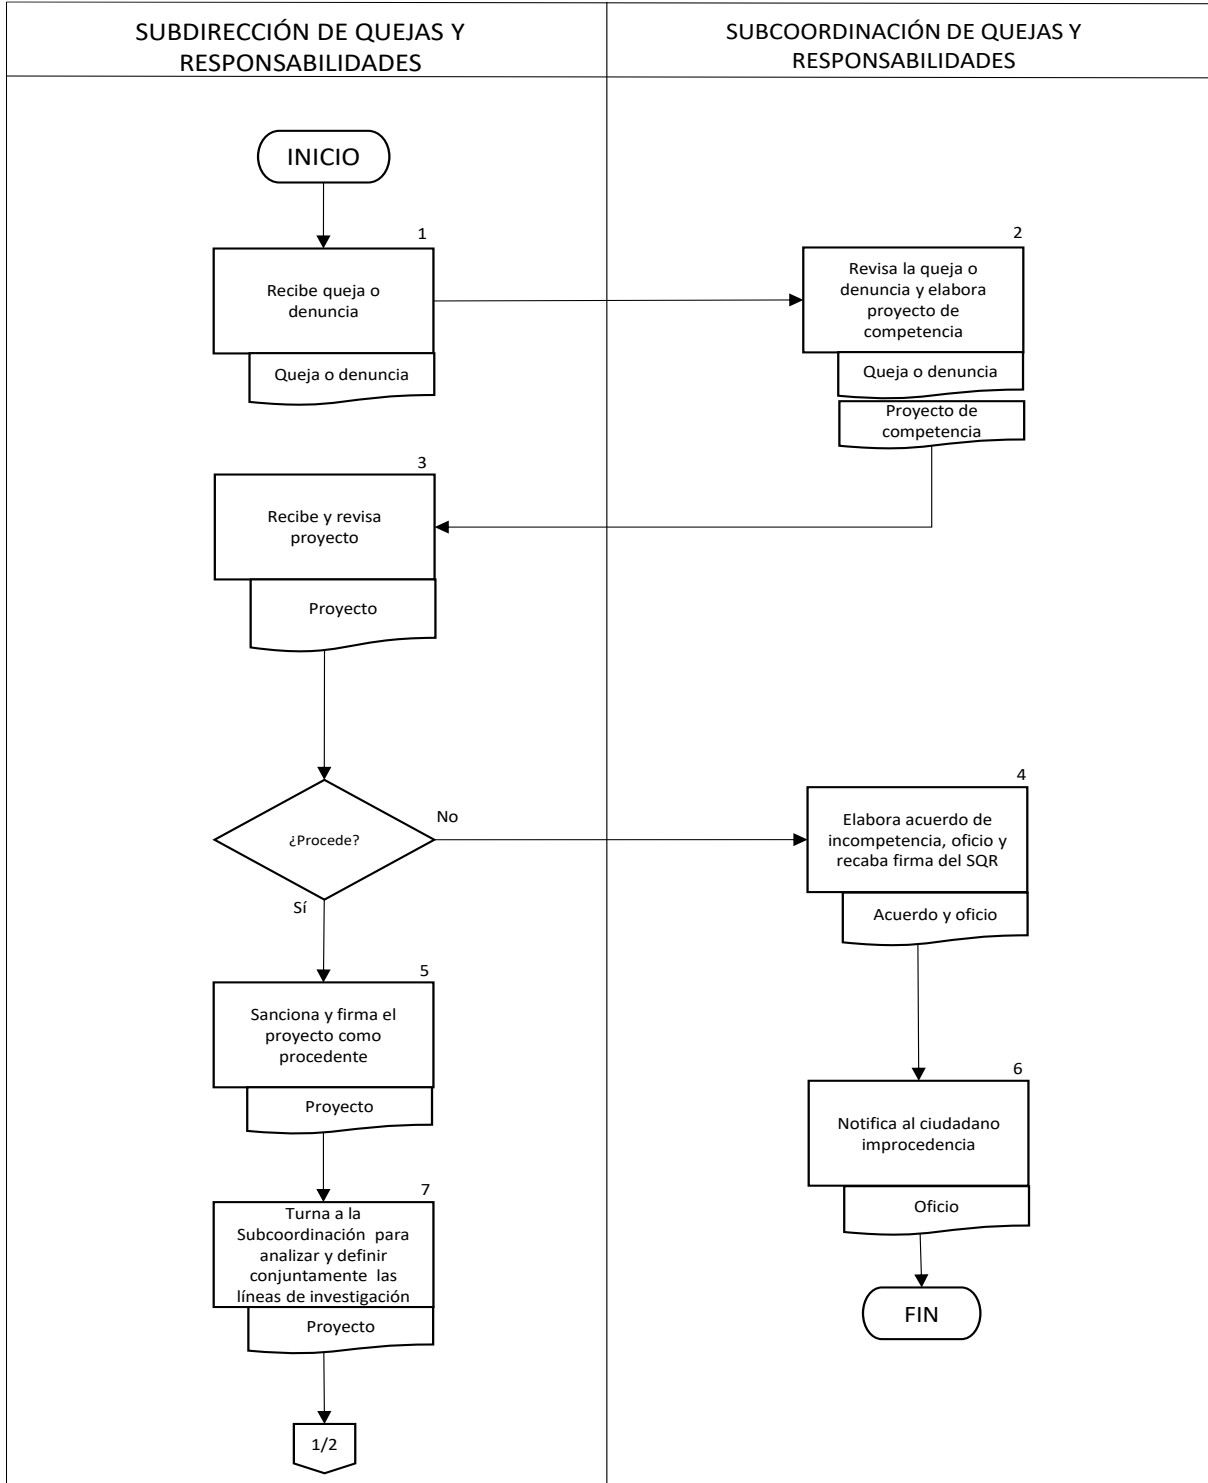 SUBDIRECCIÓN DE QUEJAS Y
RESPONSABILIDADES
SUBCOORDINACIÓN DE QUEJAS Y
RESPONSABILIDADES
INICIO
1
Recibe queja o
denuncia
Queja o denuncia
2
Revisa la queja o
denuncia y elabora
proyecto de
competencia
Queja o denuncia
Proyecto de
competencia
3
Recibe y revisa
proyecto
Proyecto
¿Procede?
No
Sí
4
Elabora acuerdo de
incompetencia, oficio y
recaba firma del SQR
Acuerdo y oficio
5
Sanciona y firma el
proyecto como
procedente
Proyecto
6
Notifica al ciudadano
improcedencia
Oficio
7
Turna a la
Subcoordinación para
analizar y definir
conjuntamente las
líneas de investigación
Proyecto
FIN
1/2